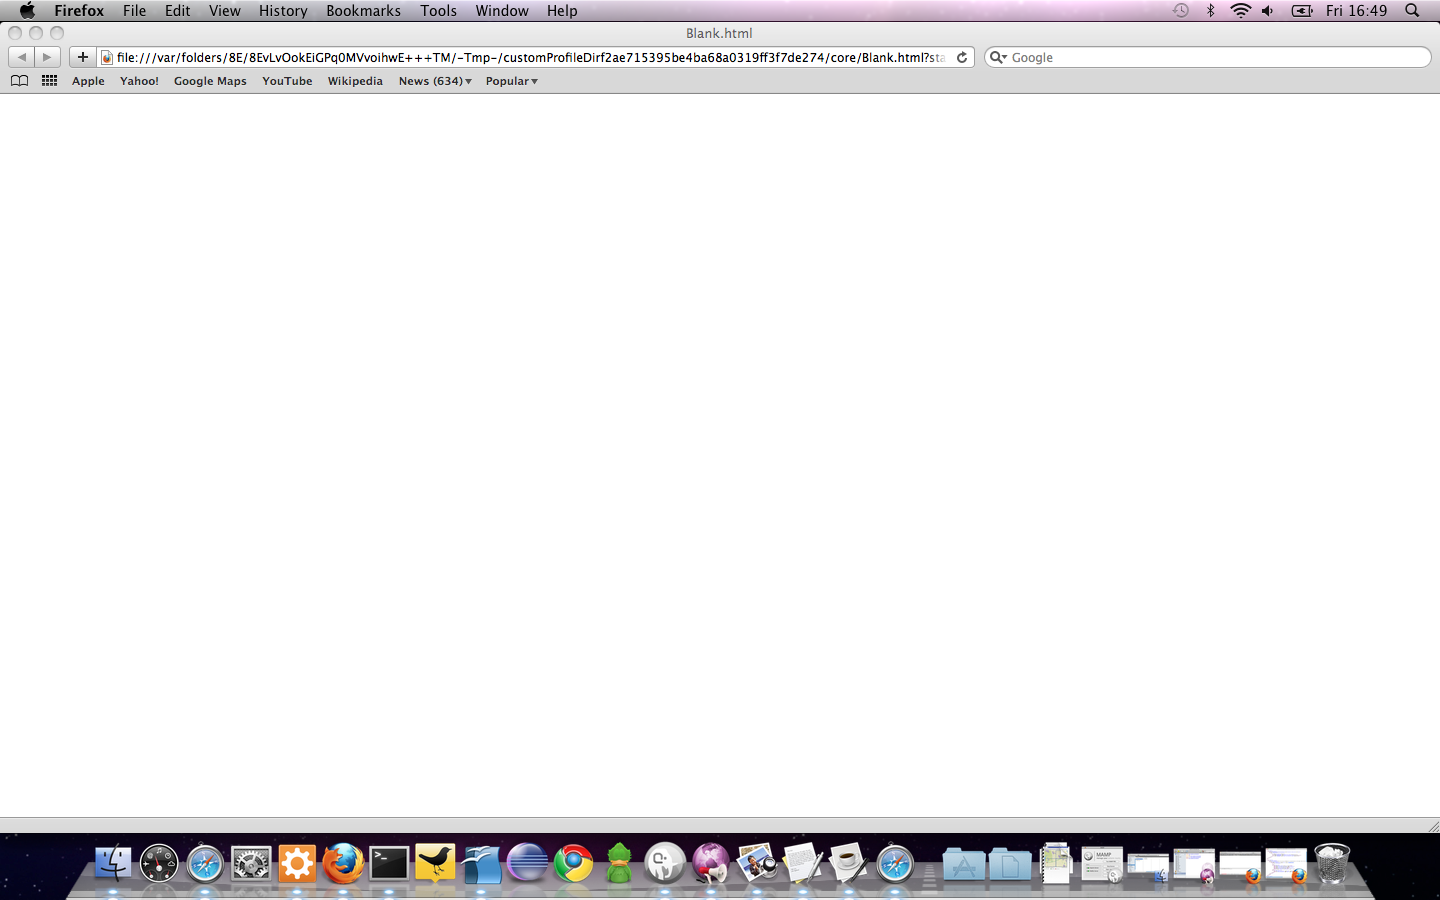 Firefox File Edit View History Bookmarks Tools Window Help Fri 16:49
Blank.html
file:///var/folders/8E/8EvLvOokEiGPq0MVvoihwE+++TM/-Tmp-/customProfileDirf2ae715395be4ba68a0319ff3f7de274/core/Blank.html?sta Google
Apple Yahoo! Google Maps YouTube Wikipedia News (634) Popular